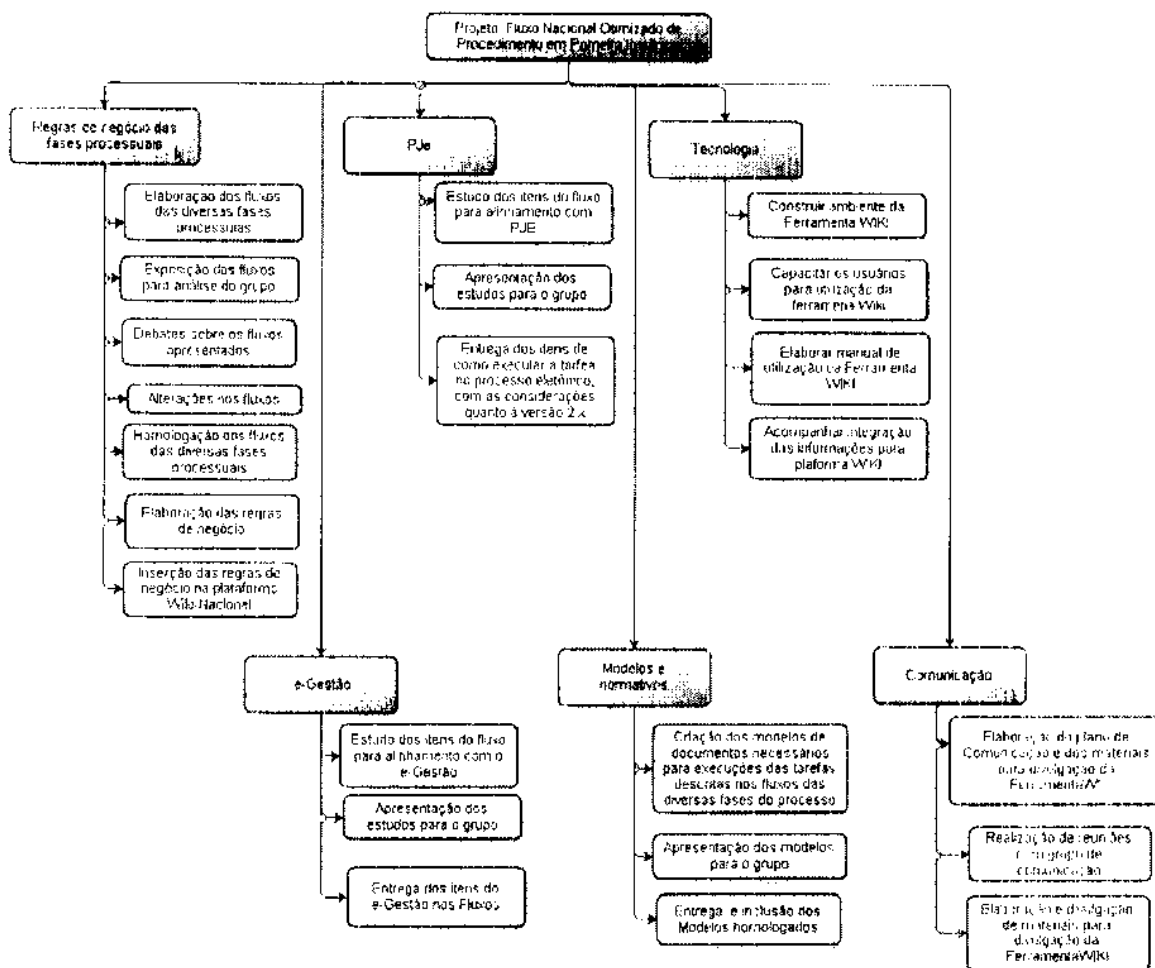 Projeto: Fluxo Nacional Otimizado de
Procedimento em Primeira
Regras de negócio das
fases processuais
Elaboração dos fluxos
das diversas fases
processuais
Exposição dos fluxos
para análise do grupo
Debates sobre os fluxos
apresentados
Alterações nos fluxos
Homologação dos fluxos
das diversas fases
processuais
Elaboração das regras
de negócio
Inserção das regras de
negócio na plataforma
Wiki-Nacional
PJe
Estudo dos itens do fluxo
para alinhamento com
PJE
Apresentação dos
estudos para o grupo
Entrega dos itens de
como executar a tarefa
no processo eletrônico,
com as considerações
quanto à versão 2.x
Tecnologia
Construir ambiente da
Ferramenta WIKI
Capacitar os usuários
para utilização da
ferramena Wiki
Elaborar manual de
utilização da Ferramenta
WIKI
Acompanhar integração
das informações para
plaforma WIKI
e-Gestão
Estudo dos itens do fluxo
para alinhamento com o
e-Gestão
Apresentação dos
estudos para o grupo
Entrega dos itens do
e-Gestão nos Fluxos
Modelos e
normativos
Criação dos modelos de
documentos necessários
para execuções das tarefas
descritas nos fluxos das
diversas fases do processo
Apresentação dos modelos
para o grupo
Entrega e inclusão dos
Modelos homologados
Comunicação
Elaboração do plano de
Comunicação e dos materiais
para divulgação da
Realização de reuniões
com grupo de
comunicação
Elaboração e divulgação
de materiais para
divulgação da
FerramentaWIKI